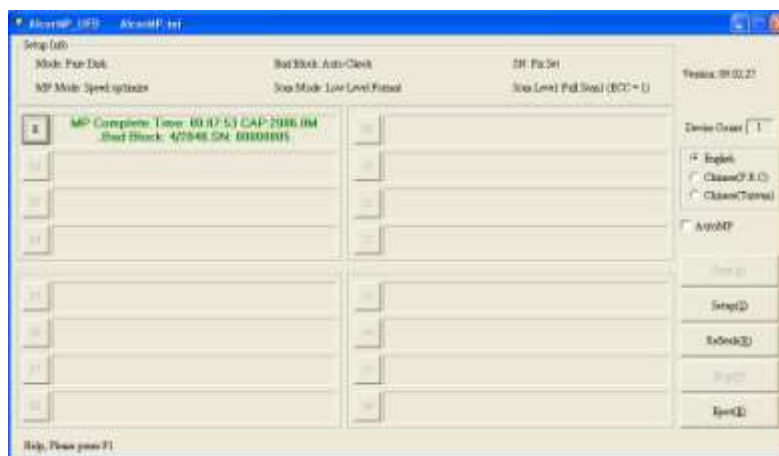 AlcorMP_UFD AlcorMP.ini
Setup Info
Mode: Pure Disk Bad Block: Auto Check SN: Fix Set
MP Mode: Speed optimize Scan Mode: Low Level Format Scan Level: Full Scan1 (ECC = 1)
Version: 09.02.27
MP Complete Time: 00:07:53 CAP:2006.0M
Bad Block: 4/2048.SN: 00000005
Device Count 1
English
Chinese(P.R.C)
Chinese(Taiwan)
AutoMP
Setup(S)
Refresh(R)
Eject(E)
Help, Please press F1